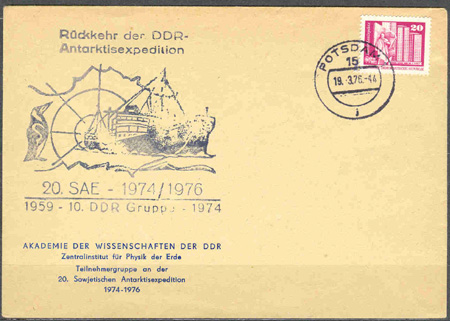 Rückkehr der DDR-
Antarktisexpedition
20
POTSDAM
15
19.3.76.-44
i
20. SAE - 1974/1976
1959 - 10. DDR Gruppe - 1974
AKADEMIE DER WISSENSCHAFTEN DER DDR
Zentralinstitut für Physik der Erde
Teilnehmergruppe an der
20. Sowjetischen Antarktisexpedition
1974-1976